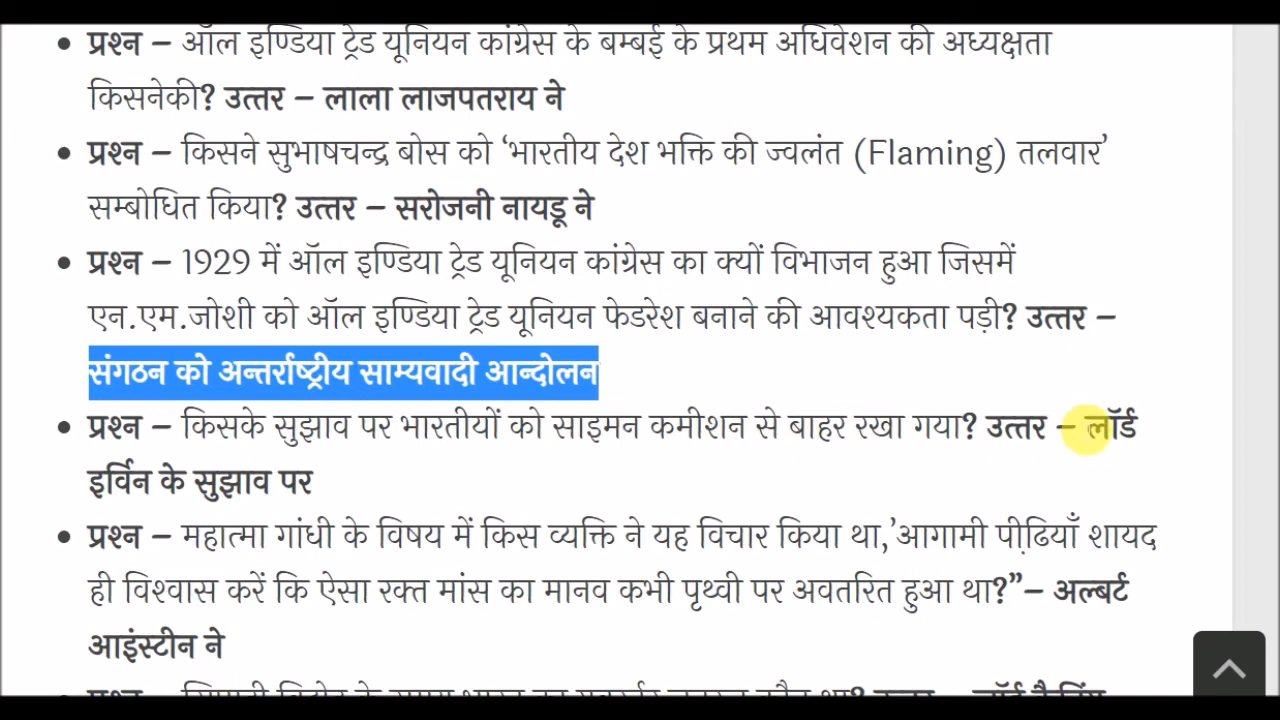 प्रश्न – ऑल इण्डिया ट्रेड यूनियन कांग्रेस के बम्बई के प्रथम अधिवेशन की अध्यक्षता
किसनेकी? उत्तर – लाला लाजपतराय ने
प्रश्न – किसने सुभाषचन्द्र बोस को ‘भारतीय देश भक्ति की ज्वलंत (Flaming) तलवार’
सम्बोधित किया? उत्तर – सरोजनी नायडू ने
प्रश्न – 1929 में ऑल इण्डिया ट्रेड यूनियन कांग्रेस का क्यों विभाजन हुआ जिसमें
एन.एम.जोशी को ऑल इण्डिया ट्रेड यूनियन फेडरेश बनाने की आवश्यकता पड़ी? उत्तर –
संगठन को अन्तर्राष्ट्रीय साम्यवादी आन्दोलन
प्रश्न – किसके सुझाव पर भारतीयों को साइमन कमीशन से बाहर रखा गया? उत्तर – लॉर्ड
इर्विन के सुझाव पर
प्रश्न – महात्मा गांधी के विषय में किस व्यक्ति ने यह विचार किया था,’आगामी पीढ़ियाँ शायद
ही विश्वास करें कि ऐसा रक्त मांस का मानव कभी पृथ्वी पर अवतरित हुआ था?”– अल्बर्ट
आइंस्टीन ने